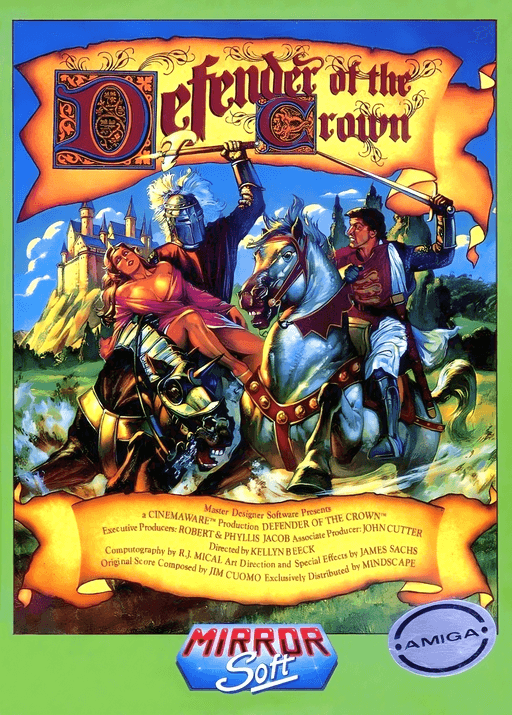 Defender of the
Crown
Master Designer Software Presents
a CINEMAWARE™ Production DEFENDER OF THE CROWN™
Executive Producers: ROBERT & PHYLLIS JACOB Associate Producer: JOHN CUTTER
Directed by KELLYN BEECK
Computography by R.J. MICAL Art Direction and Special Effects by JAMES SACHS
Original Score Composed by JIM CUOMO Exclusively Distributed by MINDSCAPE
MIRROR
Soft
AMIGA